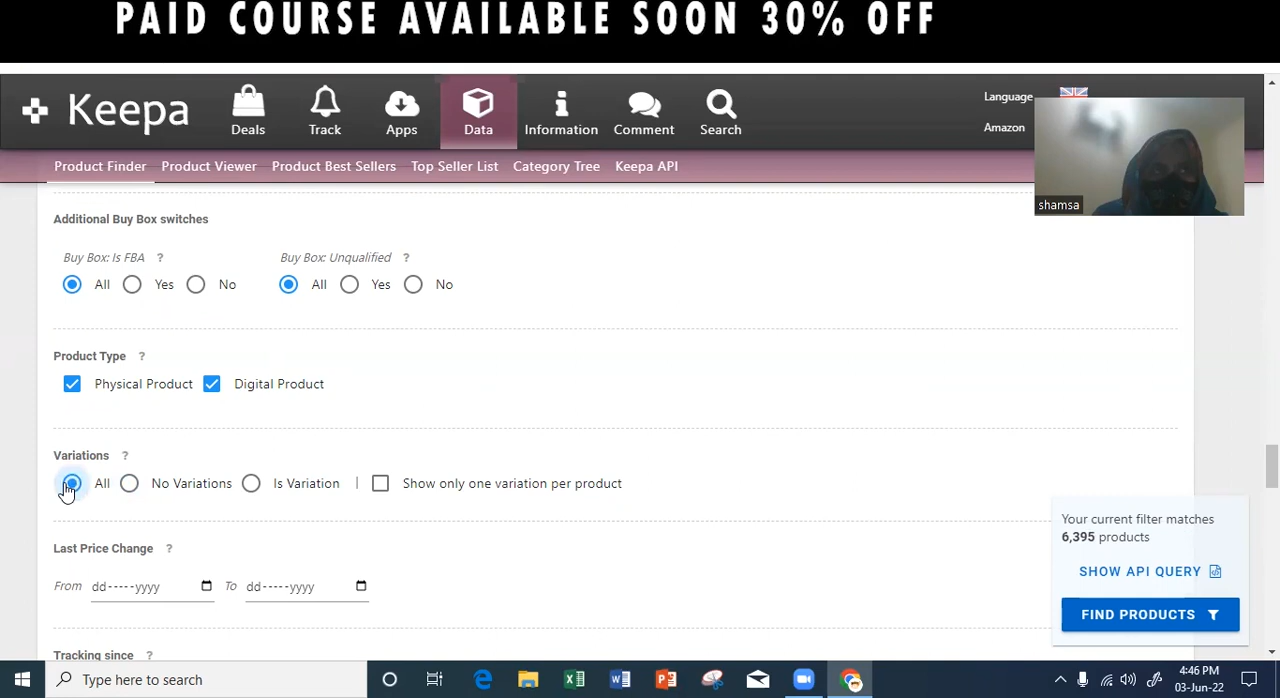 PAID COURSE AVAILABLE SOON 30% OFF
Keepa
Deals Track Apps Data Information Comment Search
Language
Amazon
Product Finder Product Viewer Product Best Sellers Top Seller List Category Tree Keepa API
shamsa
Additional Buy Box switches
Buy Box: Is FBA ? Buy Box: Unqualified ?
All Yes No All Yes No
Product Type ?
Physical Product Digital Product
Variations ?
All No Variations Is Variation | Show only one variation per product
Last Price Change ?
From dd-----yyyy To dd-----yyyy
Tracking since ?
Your current filter matches
6,395 products
SHOW API QUERY
FIND PRODUCTS
Type here to search
4:46 PM
03-Jun-22